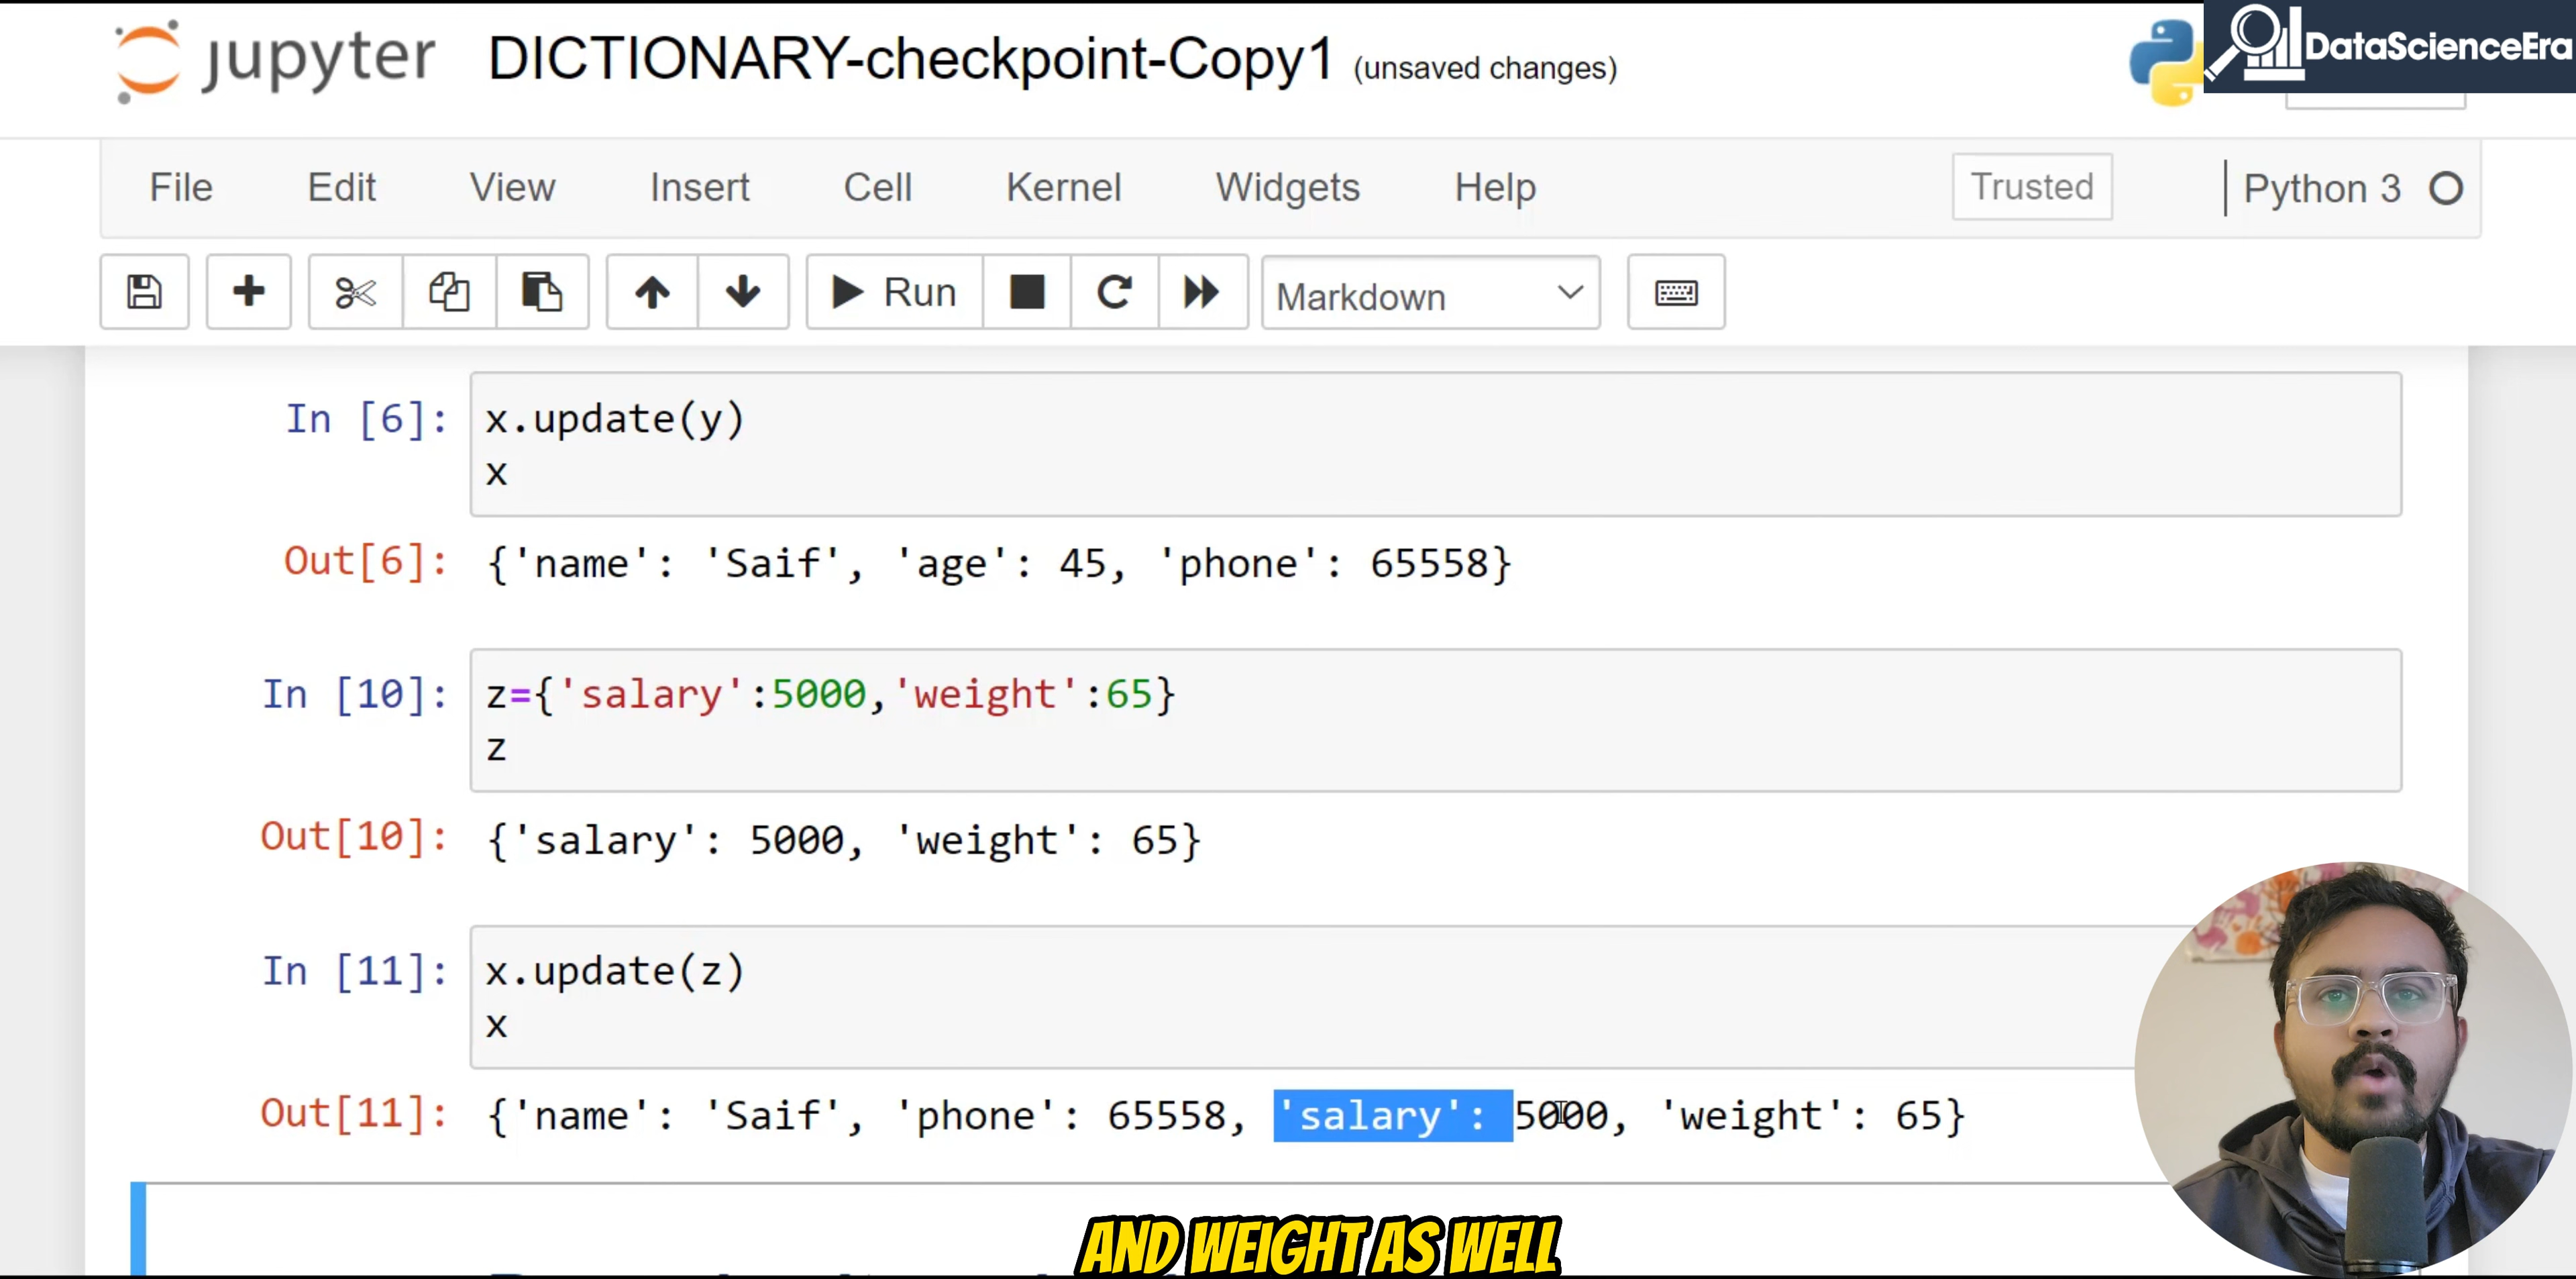 jupyter DICTIONARY-checkpoint-Copy1 (unsaved changes)
DataScienceEra
File Edit View Insert Cell Kernel Widgets Help Trusted Python 3
Run Markdown
In [6]: x.update(y)
x
Out[6]: {'name': 'Saif', 'age': 45, 'phone': 65558}
In [10]: z={'salary':5000,'weight':65}
z
Out[10]: {'salary': 5000, 'weight': 65}
In [11]: x.update(z)
x
Out[11]: {'name': 'Saif', 'phone': 65558, 'salary': 5000, 'weight': 65}
AND WEIGHT AS WELL